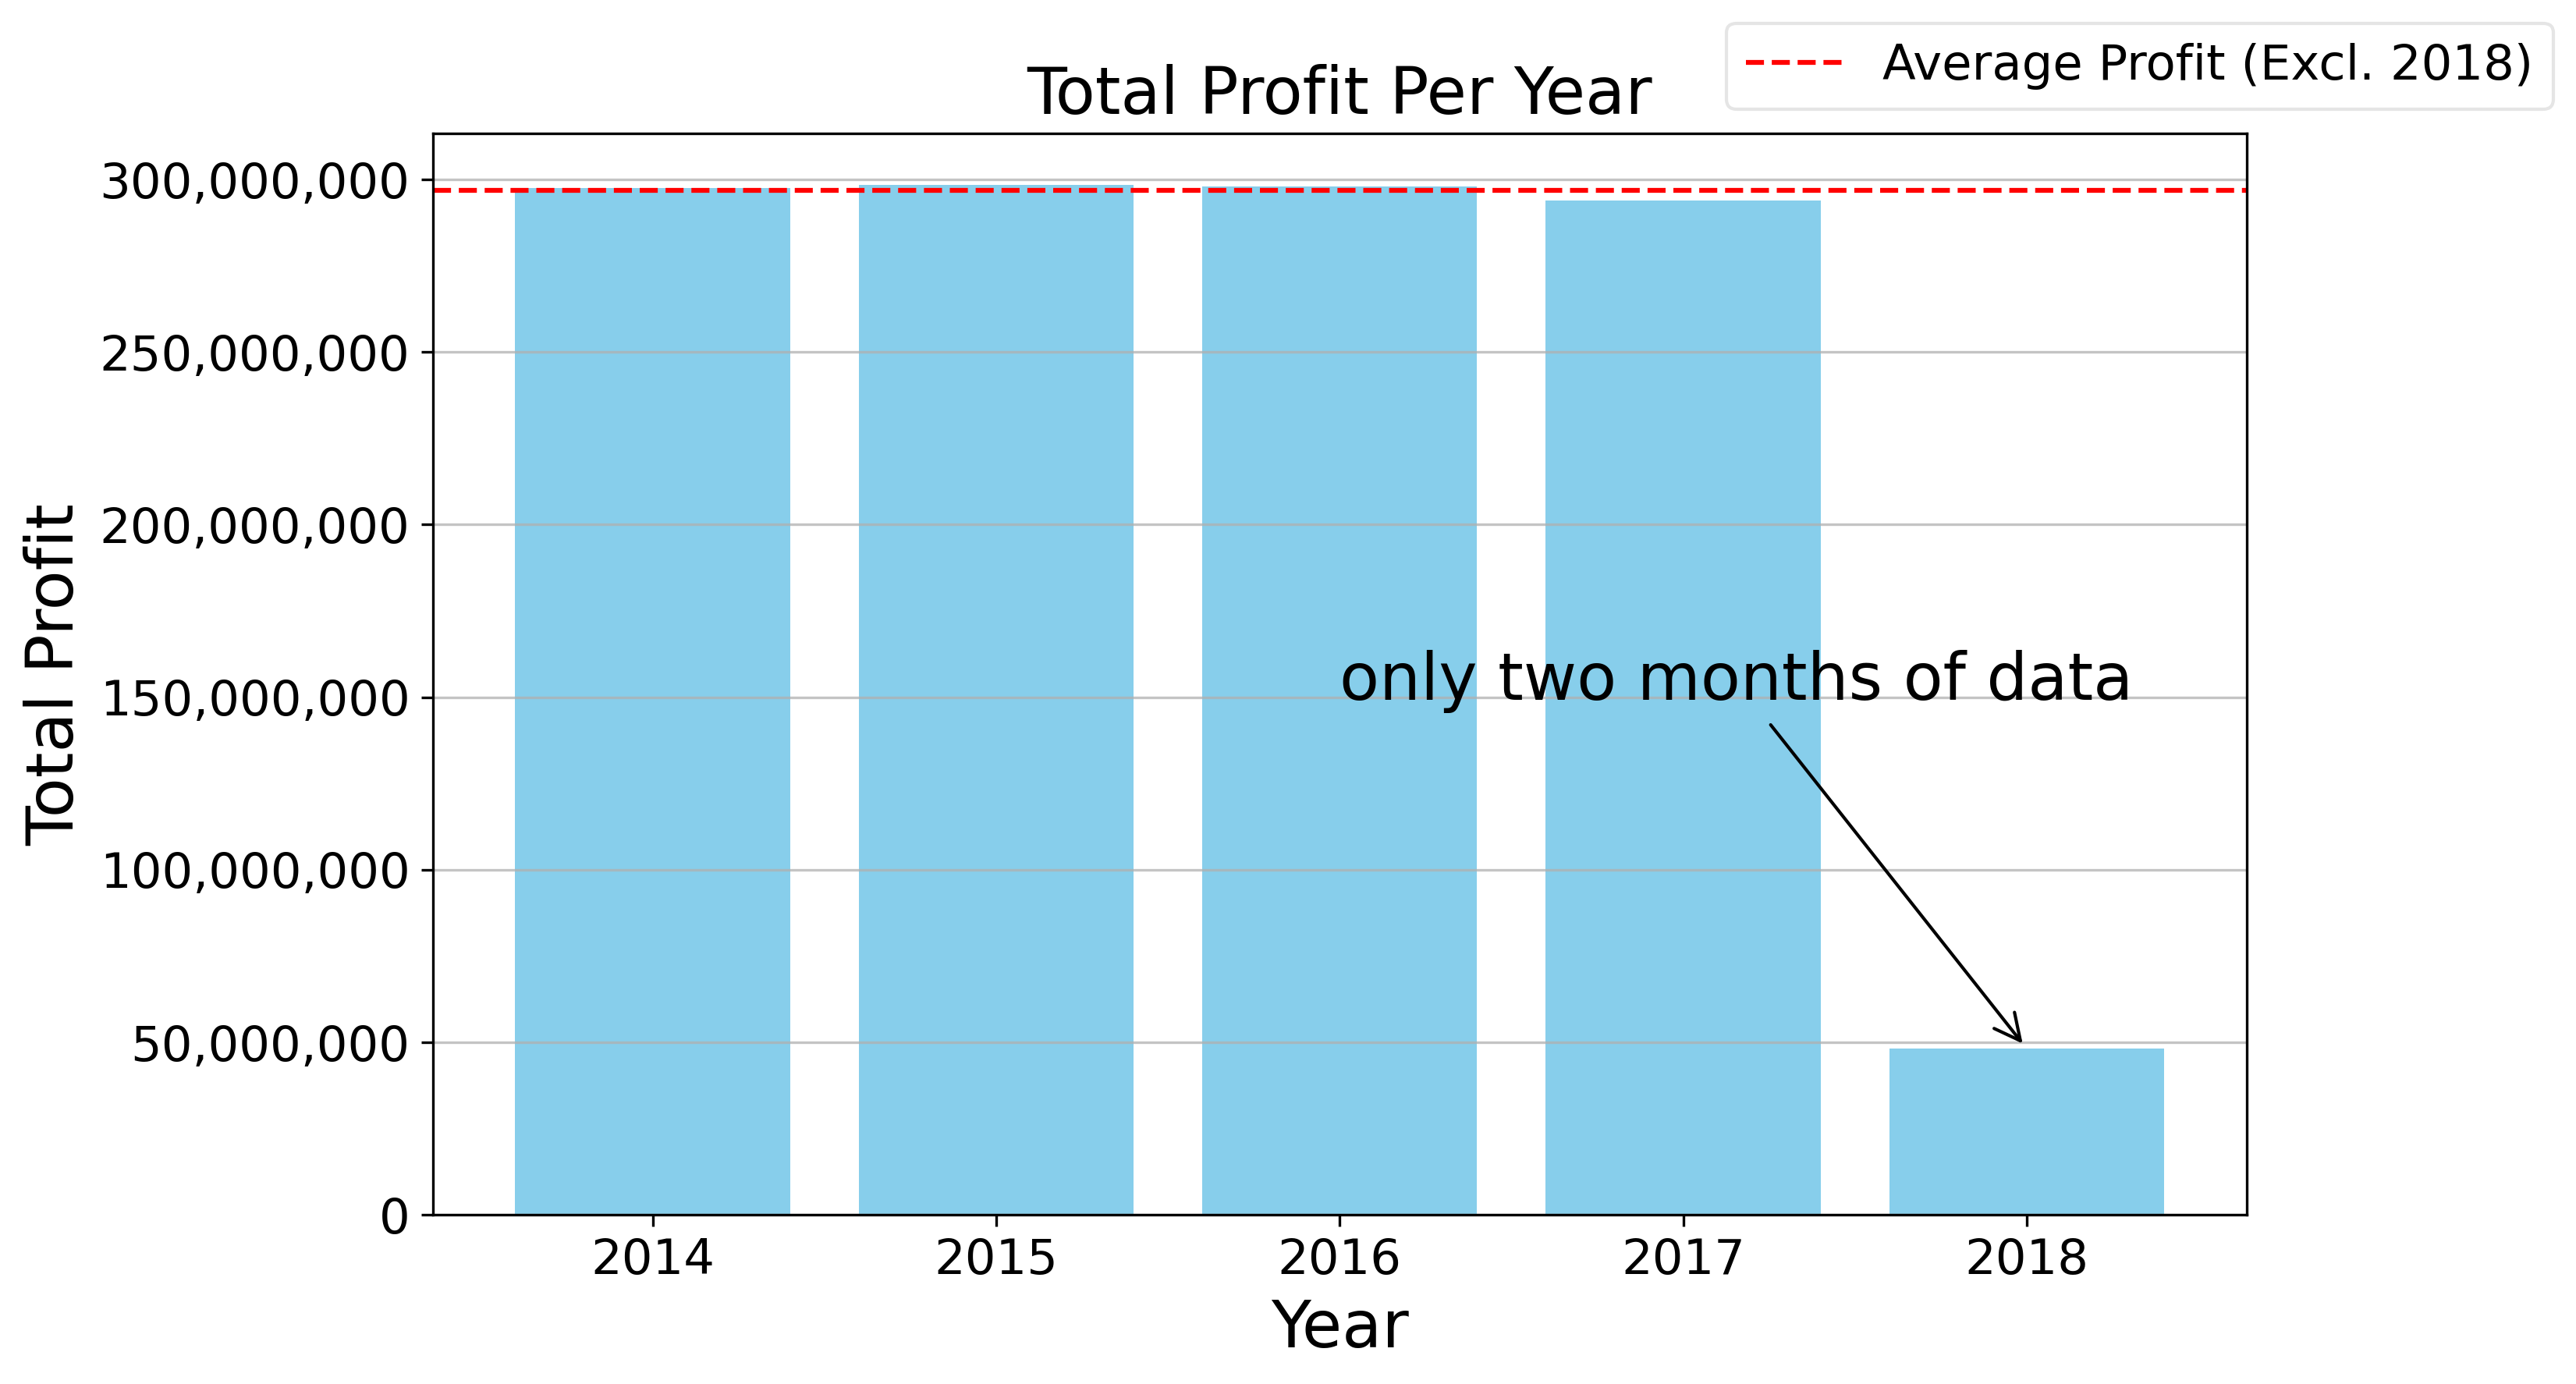 Average Profit (Excl. 2018)
Total Profit Per Year
Total Profit
300,000,000
250,000,000
200,000,000
150,000,000
100,000,000
50,000,000
0
only two months of data
2014 2015 2016 2017 2018
Year